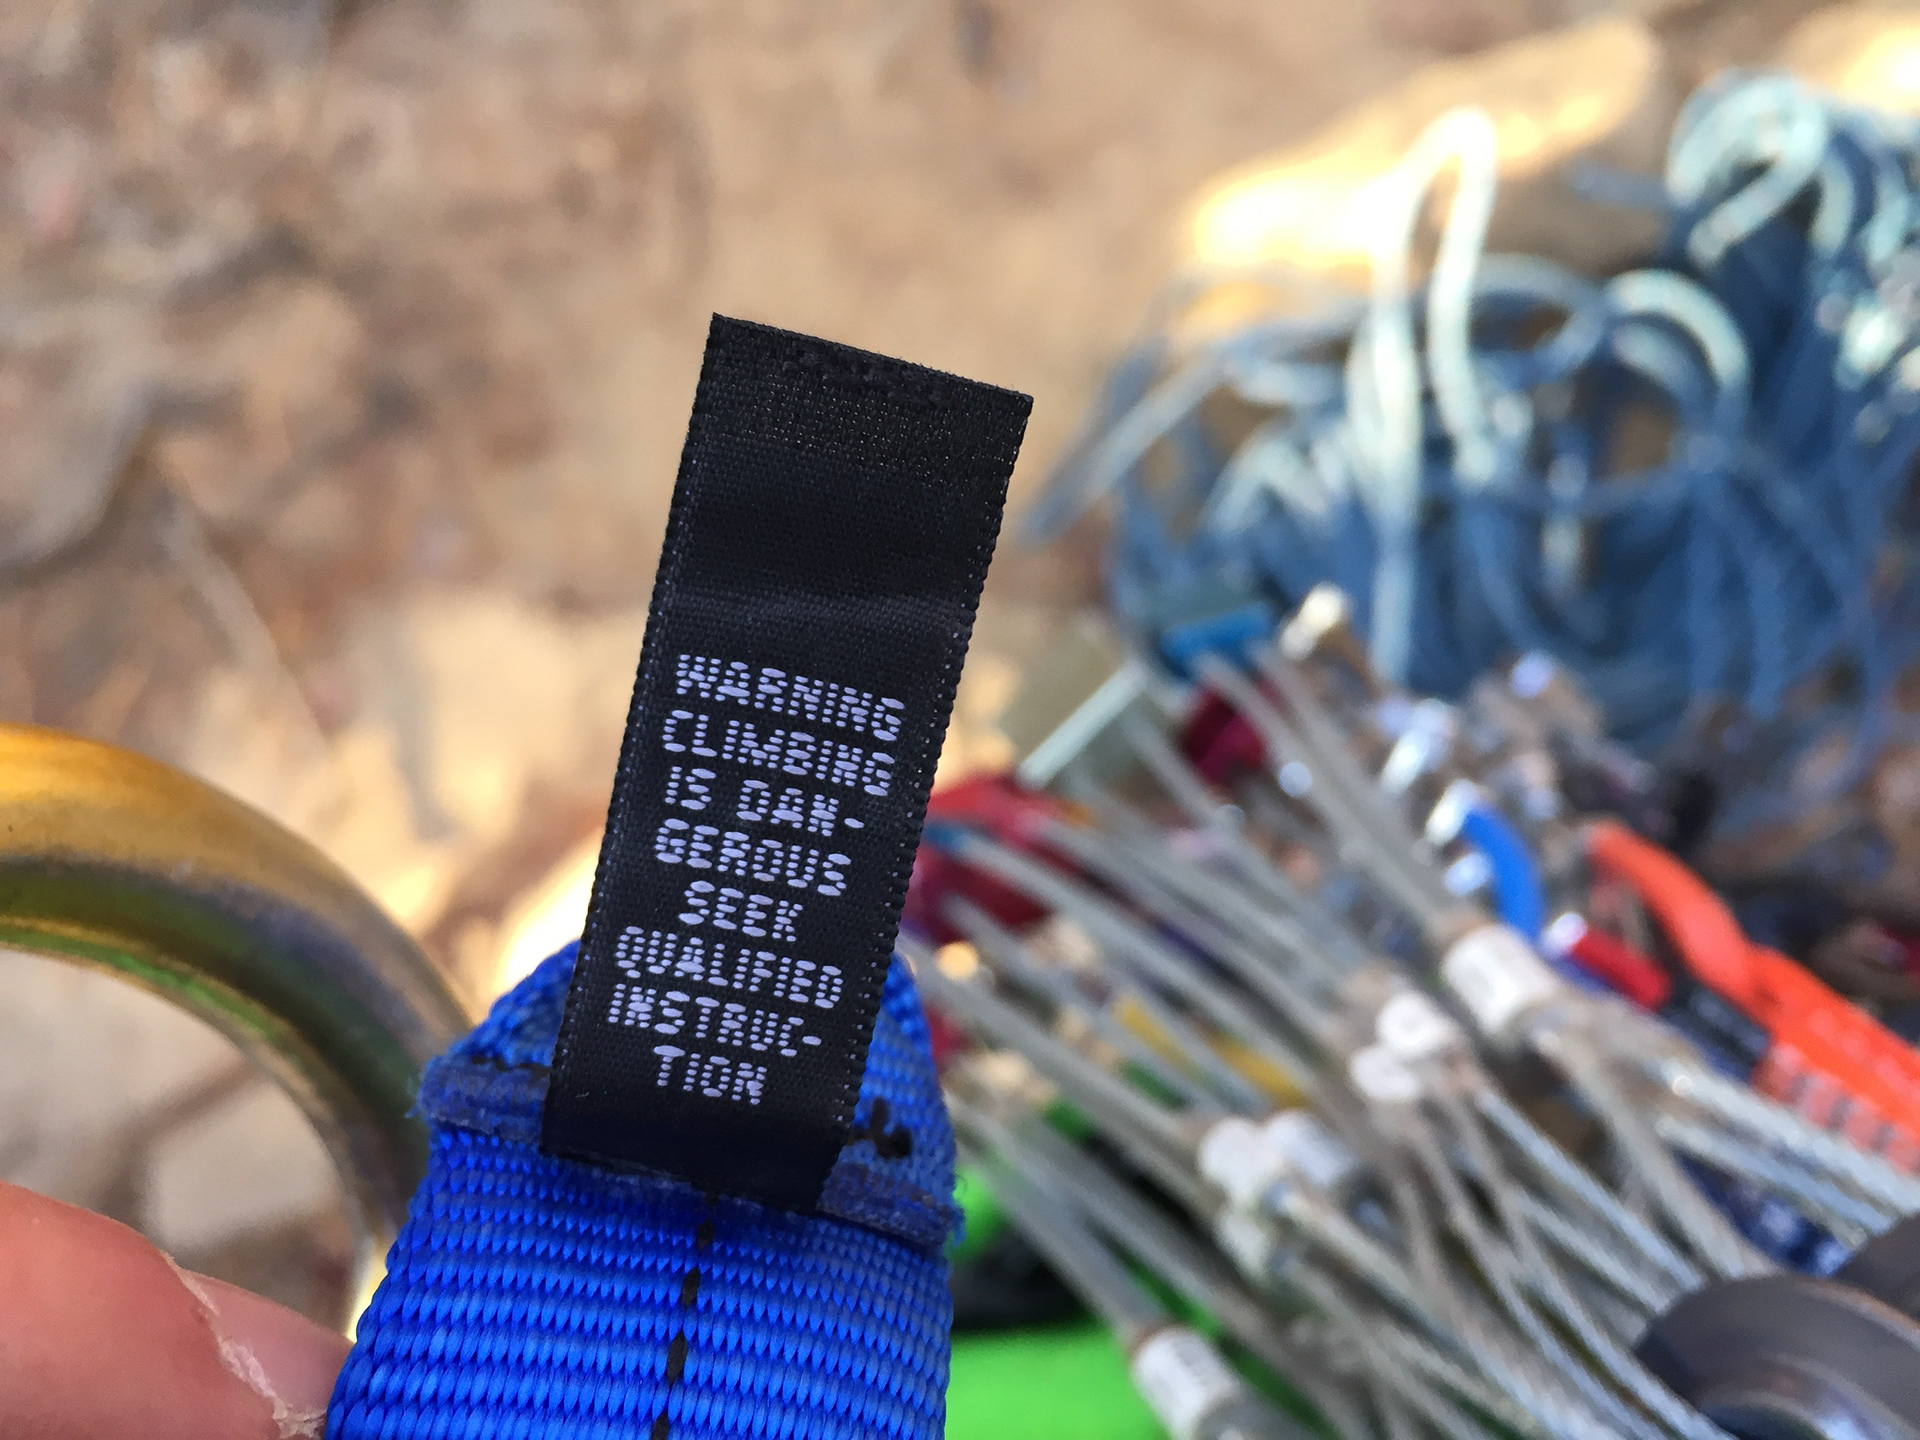 WARNING
CLIMBING
IS DAN-
GEROUS
SEEK
QUALIFIED
INSTRUC-
TION